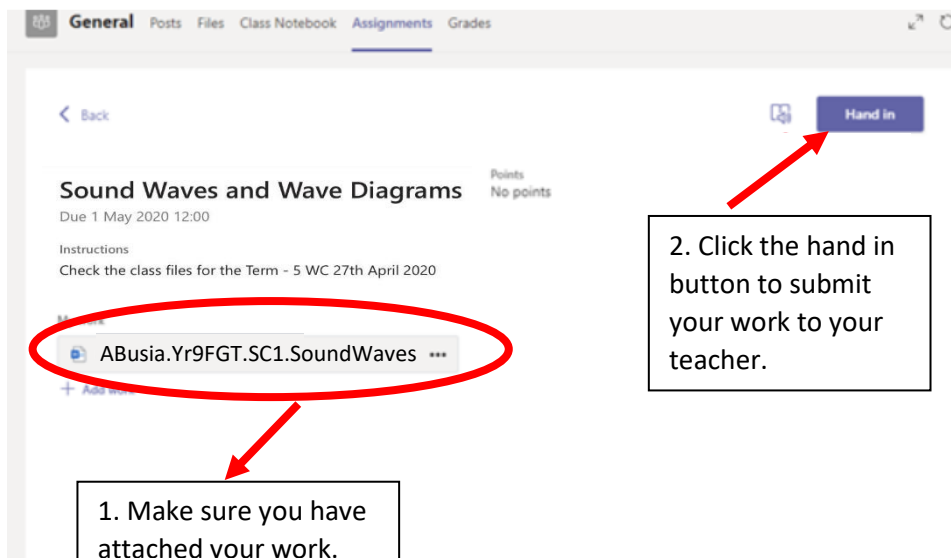 General Posts Files Class Notebook Assignments Grades
Back
Hand in
Sound Waves and Wave Diagrams
Points
No points
Due 1 May 2020 12:00
Instructions
Check the class files for the Term - 5 WC 27th April 2020
ABusia.Yr9FGT.SC1.SoundWaves ...
+ Add work
2. Click the hand in
button to submit
your work to your
teacher.
1. Make sure you have
attached your work.